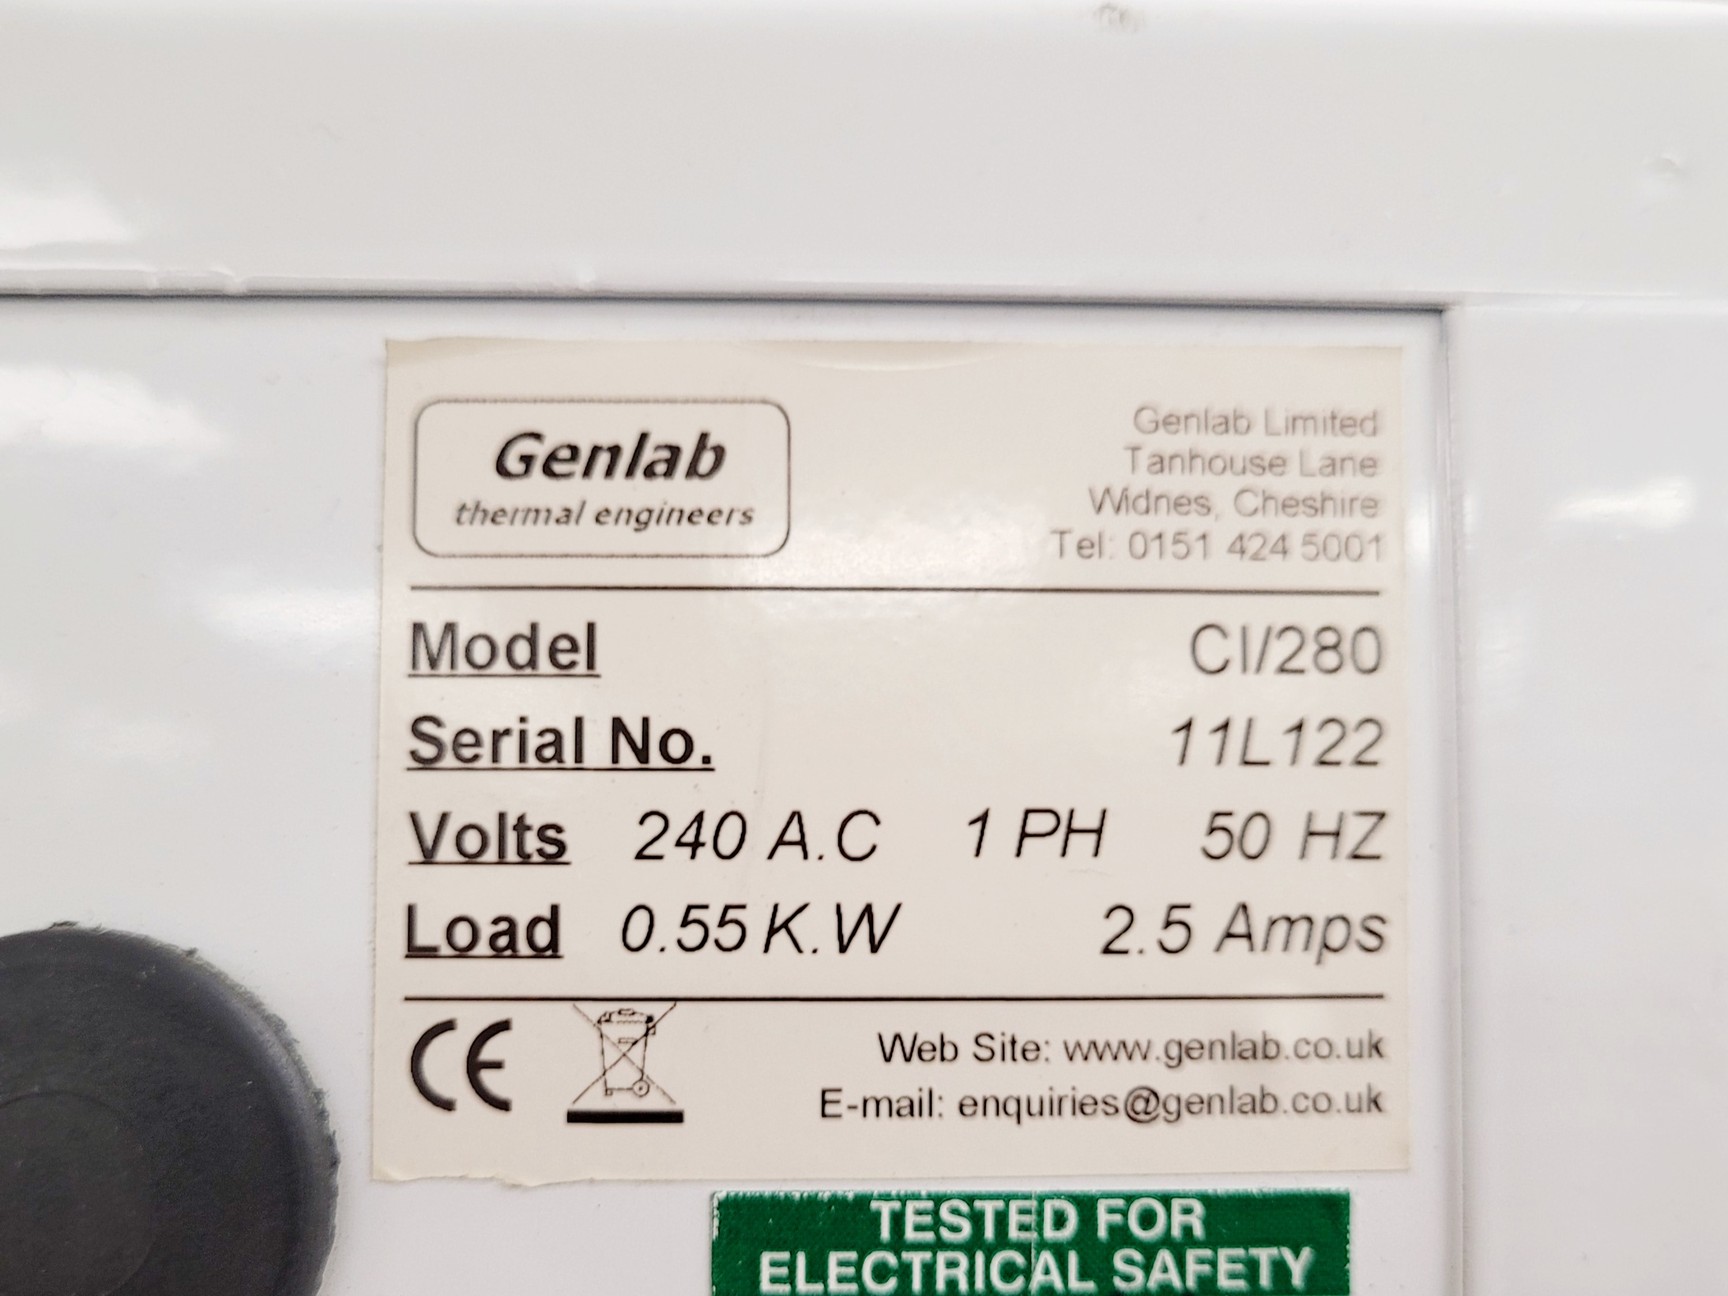 Genlab
thermal engineers
Genlab Limited
Tanhouse Lane
Widnes, Cheshire
Tel: 0151 424 5001
Model CI/280
Serial No. 11L122
Volts 240 A.C 1 PH 50 HZ
Load 0.55 K.W 2.5 Amps
CE
Web Site: www.genlab.co.uk
E-mail: enquiries@genlab.co.uk
TESTED FOR
ELECTRICAL SAFETY